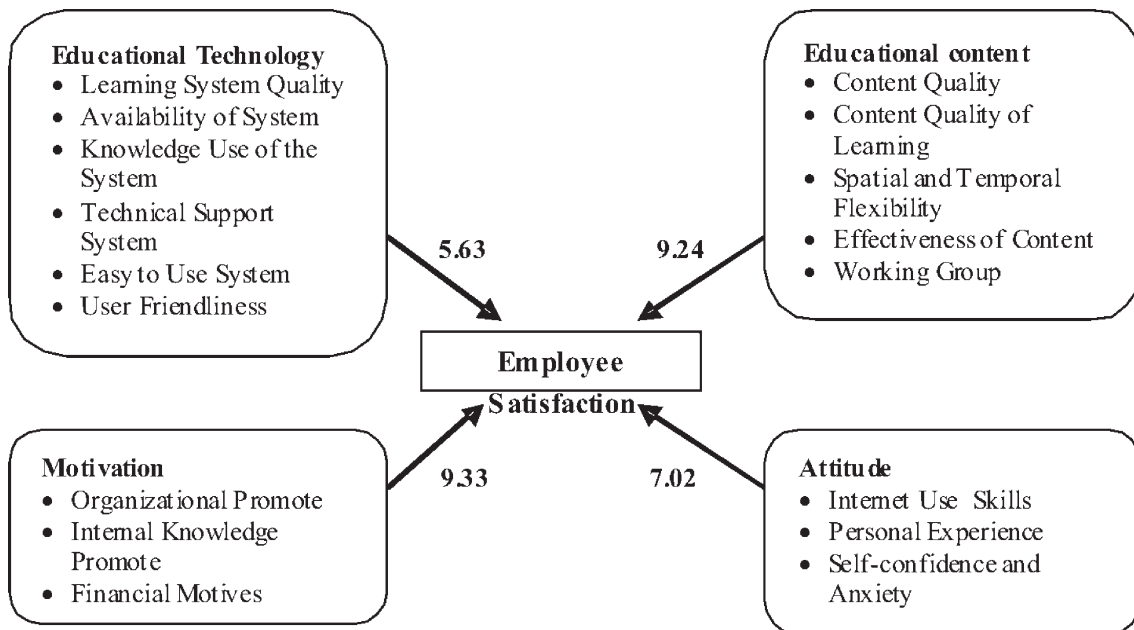 Educational Technology
• Learning System Quality
• Availability of System
• Knowledge Use of the
System
• Technical Support
System
• Easy to Use System
• User Friendliness
Educational content
• Content Quality
• Content Quality of
Learning
• Spatial and Temporal
Flexibility
• Effectiveness of Content
• Working Group
5.63
9.24
Employee
Satisfaction
9.33
7.02
Motivation
• Organizational Promote
• Internal Knowledge
Promote
• Financial Motives
Attitude
• Internet Use Skills
• Personal Experience
• Self-confidence and
Anxiety